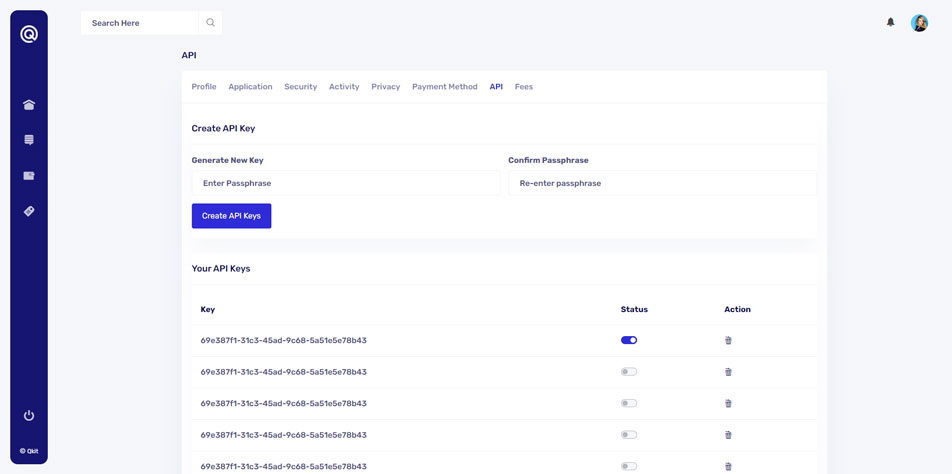 Search Here
API
Profile Application Security Activity Privacy Payment Method API Fees
Create API Key
Generate New Key Confirm Passphrase
Enter Passphrase Re-enter passphrase
Create API Keys
Your API Keys
Key Status Action
69e387f1-31c3-45ad-9c68-5a51e5e78b43
69e387f1-31c3-45ad-9c68-5a51e5e78b43
69e387f1-31c3-45ad-9c68-5a51e5e78b43
69e387f1-31c3-45ad-9c68-5a51e5e78b43
69e387f1-31c3-45ad-9c68-5a51e5e78b43
© Qkit